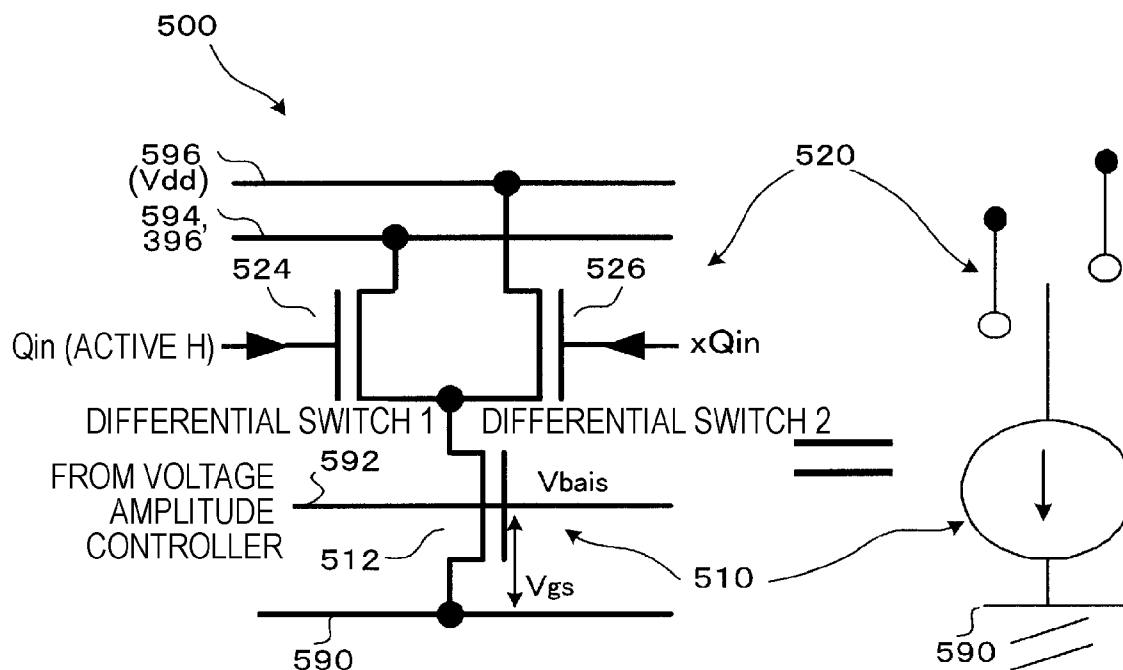 500
596
(Vdd)
594,
396
520
524
526
Qin (ACTIVE H)
xQin
DIFFERENTIAL SWITCH 1
DIFFERENTIAL SWITCH 2
592
FROM VOLTAGE
AMPLITUDE
CONTROLLER
Vbais
512
Vgs
510
590
590